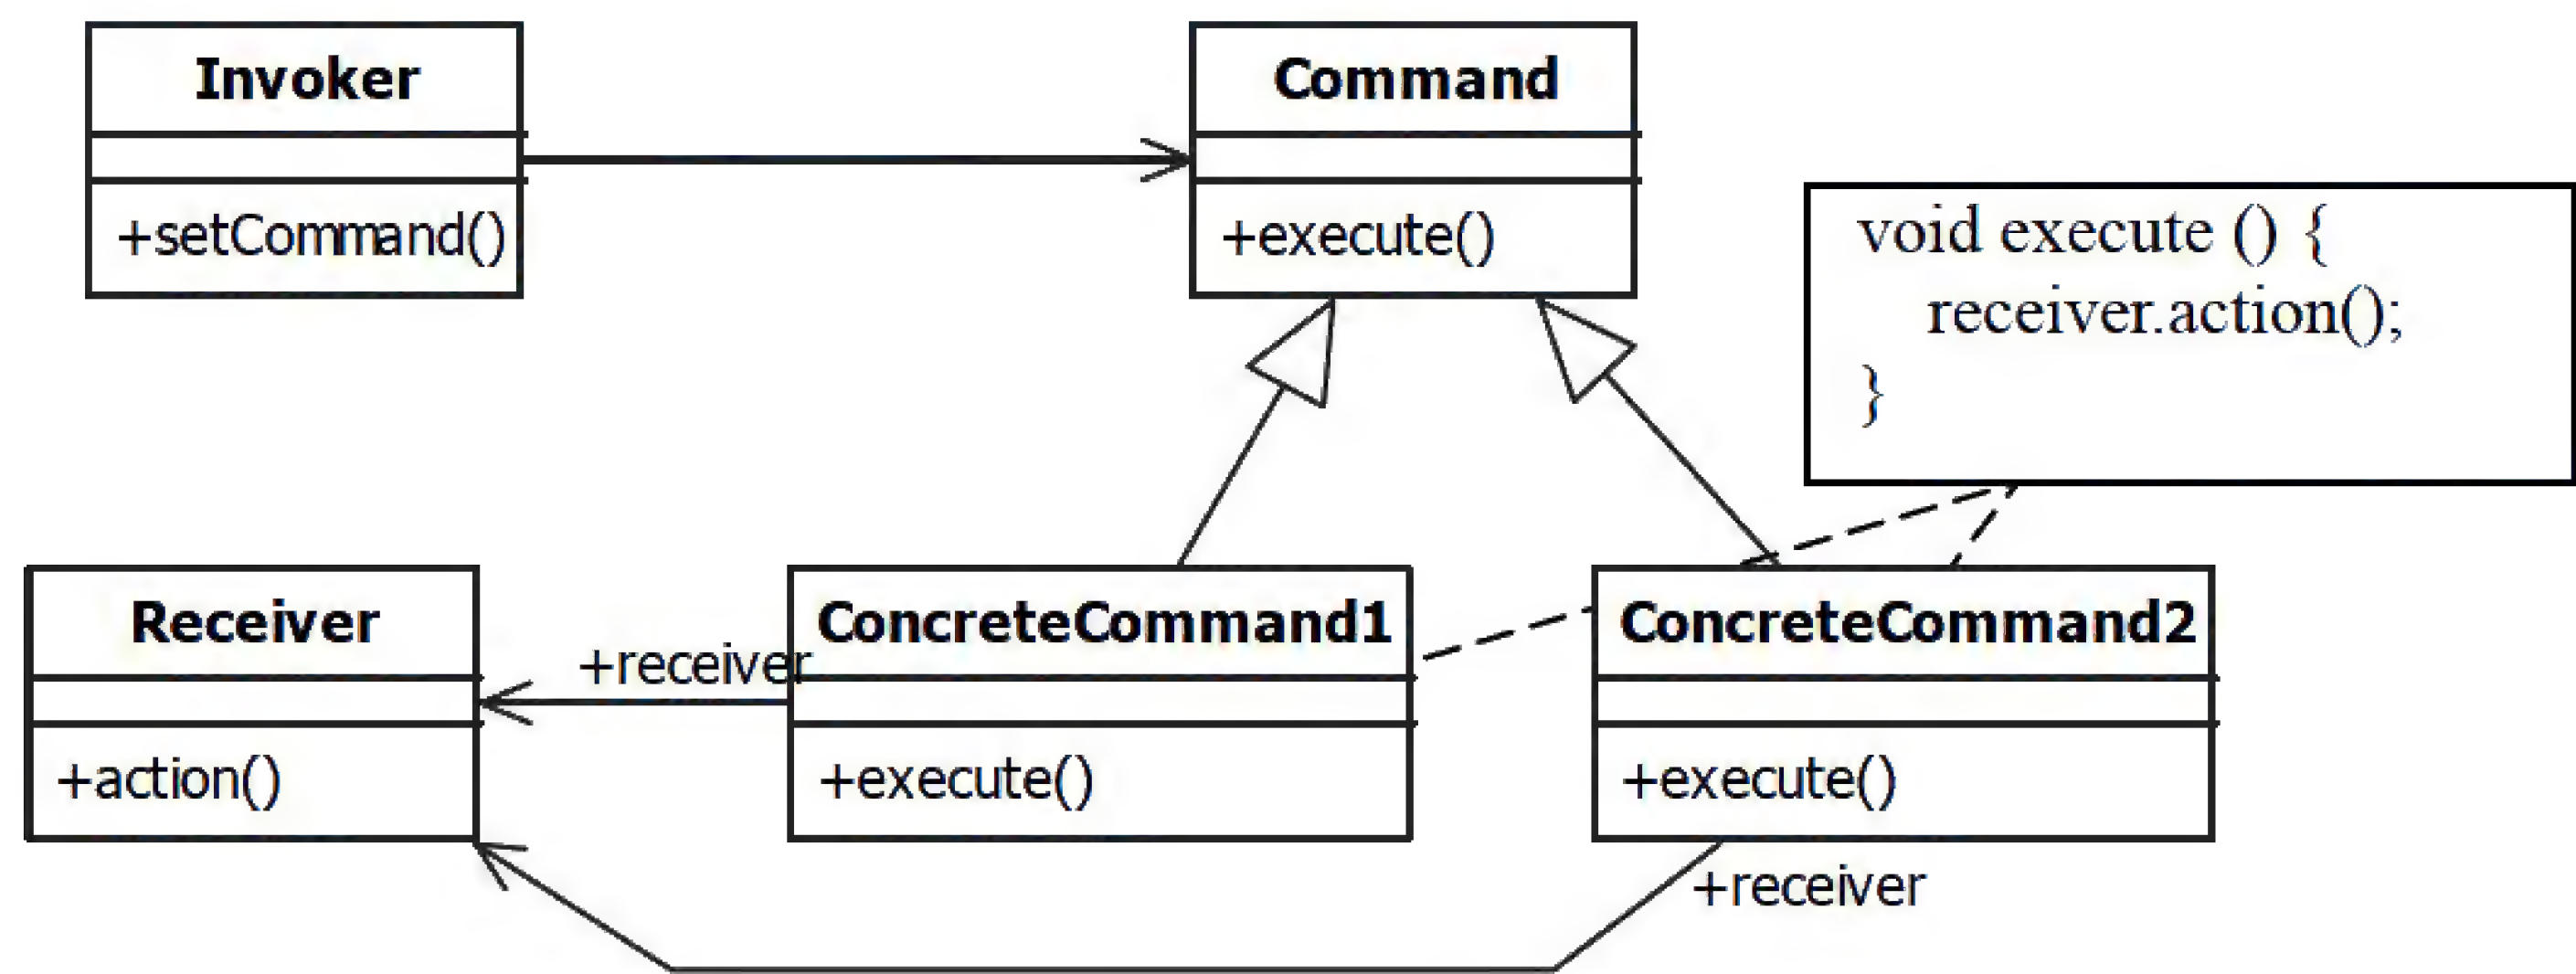 Invoker
+setCommand()
Command
+execute()
void execute () {
receiver.action();
}
Receiver
+action()
+receiver
ConcreteCommand1
+execute()
ConcreteCommand2
+execute()
+receiver